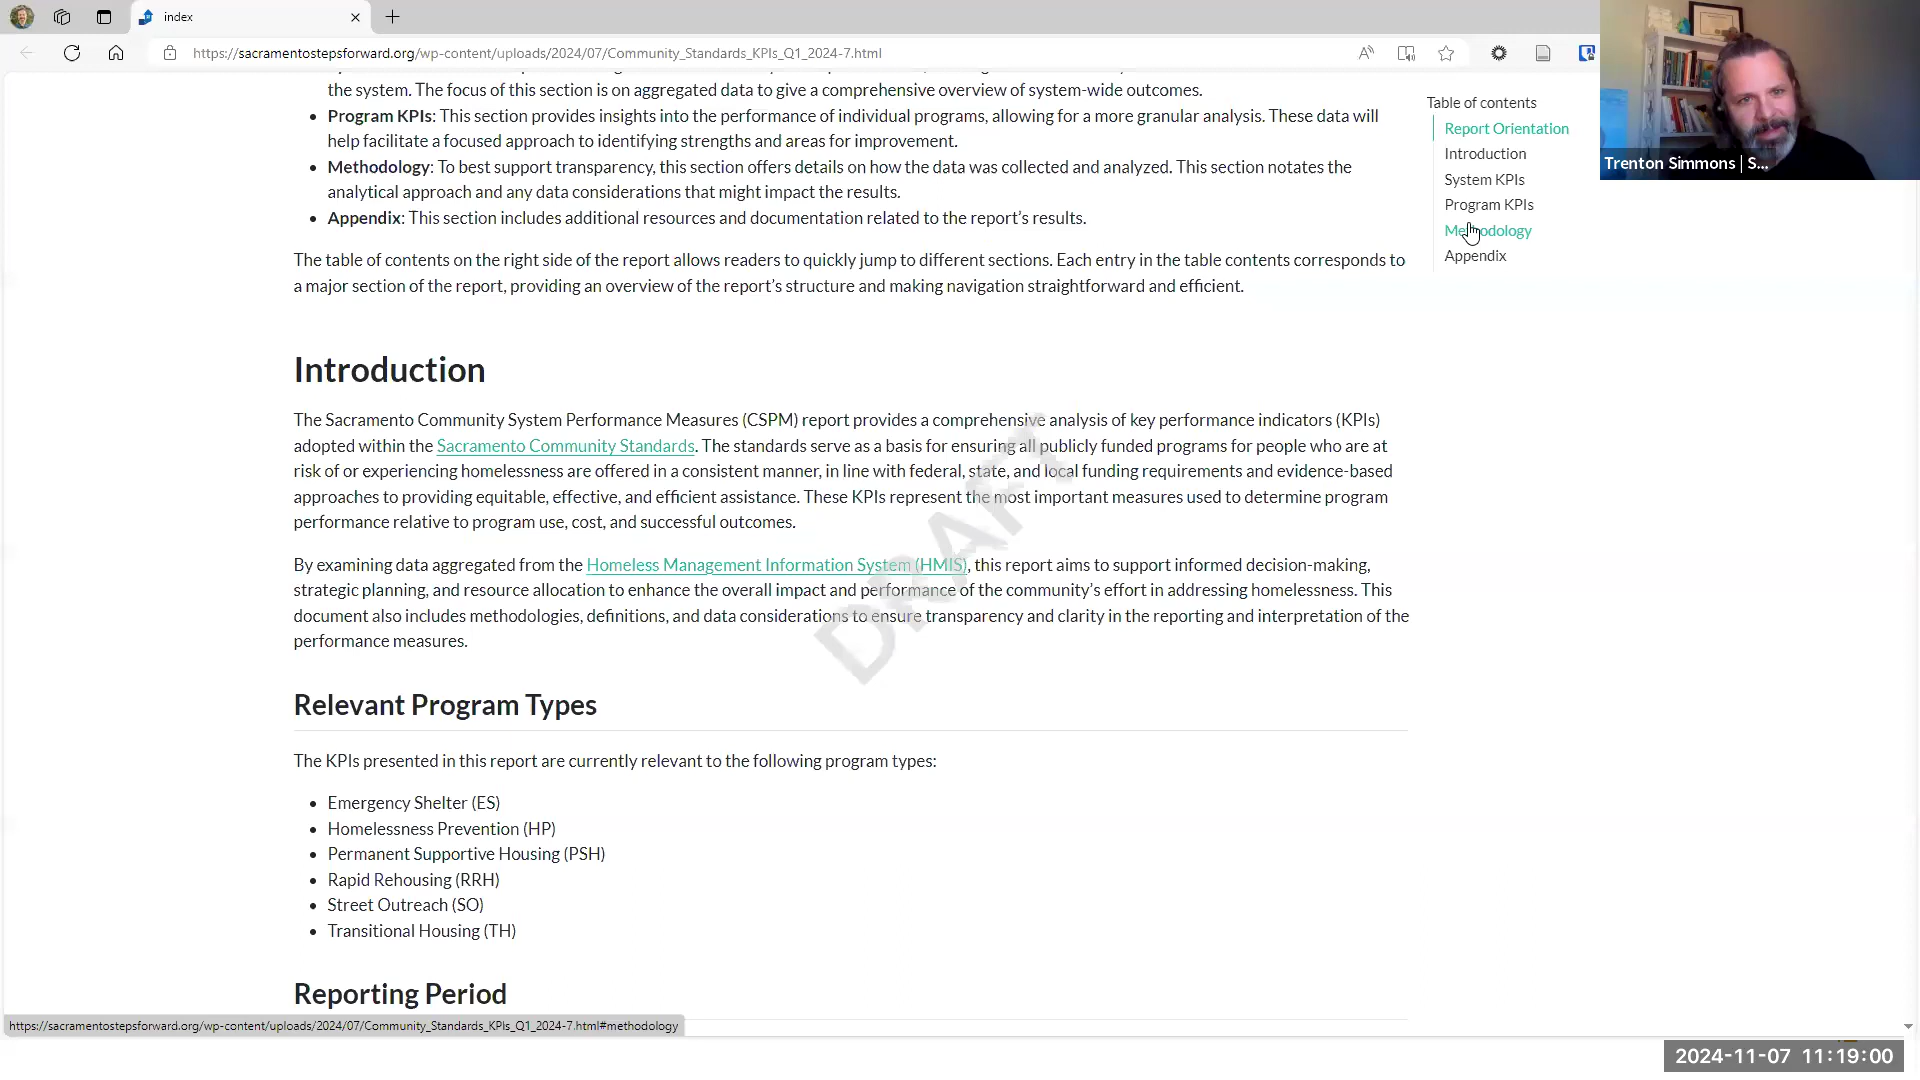 index
https://sacramentostepsforward.org/wp-content/uploads/2024/07/Community_Standards_KPIs_Q1_2024-7.html
the system. The focus of this section is on aggregated data to give a comprehensive overview of system-wide outcomes.
• Program KPIs: This section provides insights into the performance of individual programs, allowing for a more granular analysis. These data will
help facilitate a focused approach to identifying strengths and areas for improvement.
• Methodology: To best support transparency, this section offers details on how the data was collected and analyzed. This section notates the
analytical approach and any data considerations that might impact the results.
• Appendix: This section includes additional resources and documentation related to the report's results.
The table of contents on the right side of the report allows readers to quickly jump to different sections. Each entry in the table contents corresponds to
a major section of the report, providing an overview of the report's structure and making navigation straightforward and efficient.
Introduction
The Sacramento Community System Performance Measures (CSPM) report provides a comprehensive analysis of key performance indicators (KPIs)
adopted within the Sacramento Community Standards. The standards serve as a basis for ensuring all publicly funded programs for people who are at
risk of or experiencing homelessness are offered in a consistent manner, in line with federal, state, and local funding requirements and evidence-based
approaches to providing equitable, effective, and efficient assistance. These KPIs represent the most important measures used to determine program
performance relative to program use, cost, and successful outcomes.
By examining data aggregated from the Homeless Management Information System (HMIS), this report aims to support informed decision-making,
strategic planning, and resource allocation to enhance the overall impact and performance of the community's effort in addressing homelessness. This
document also includes methodologies, definitions, and data considerations to ensure transparency and clarity in the reporting and interpretation of the
performance measures.
DRAFT
Relevant Program Types
The KPIs presented in this report are currently relevant to the following program types:
• Emergency Shelter (ES)
• Homelessness Prevention (HP)
• Permanent Supportive Housing (PSH)
• Rapid Rehousing (RRH)
• Street Outreach (SO)
• Transitional Housing (TH)
Reporting Period
https://sacramentostepsforward.org/wp-content/uploads/2024/07/Community_Standards_KPIs_Q1_2024-7.html#methodology
Table of contents
Report Orientation
Introduction
System KPIs
Program KPIs
Methodology
Appendix
Trenton Simmons | S...
2024-11-07 11:19:00